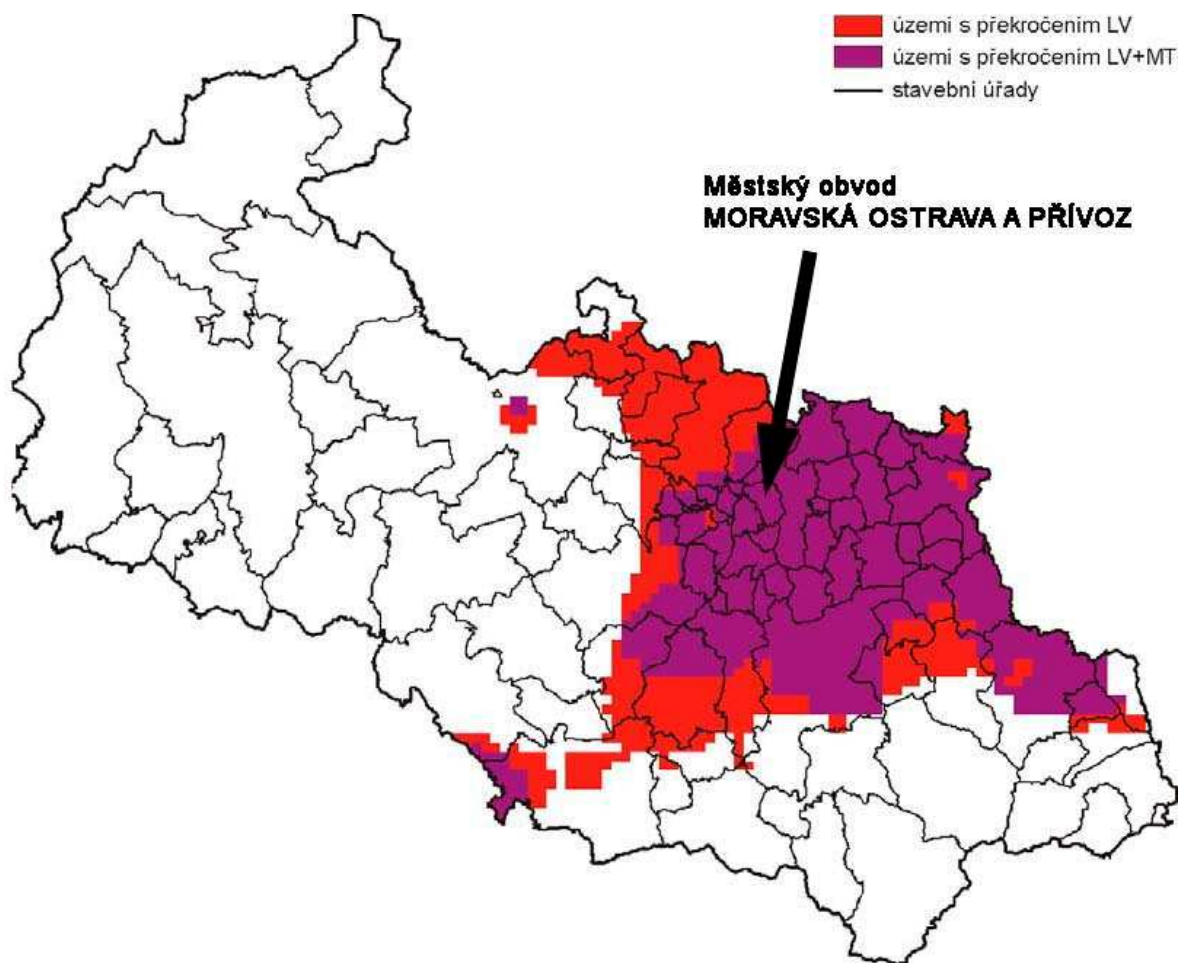 území s překročením LV
území s překročením LV+MT
stavební úřady
Městský obvod
MORAVSKÁ OSTRAVA A PŘÍVOZ